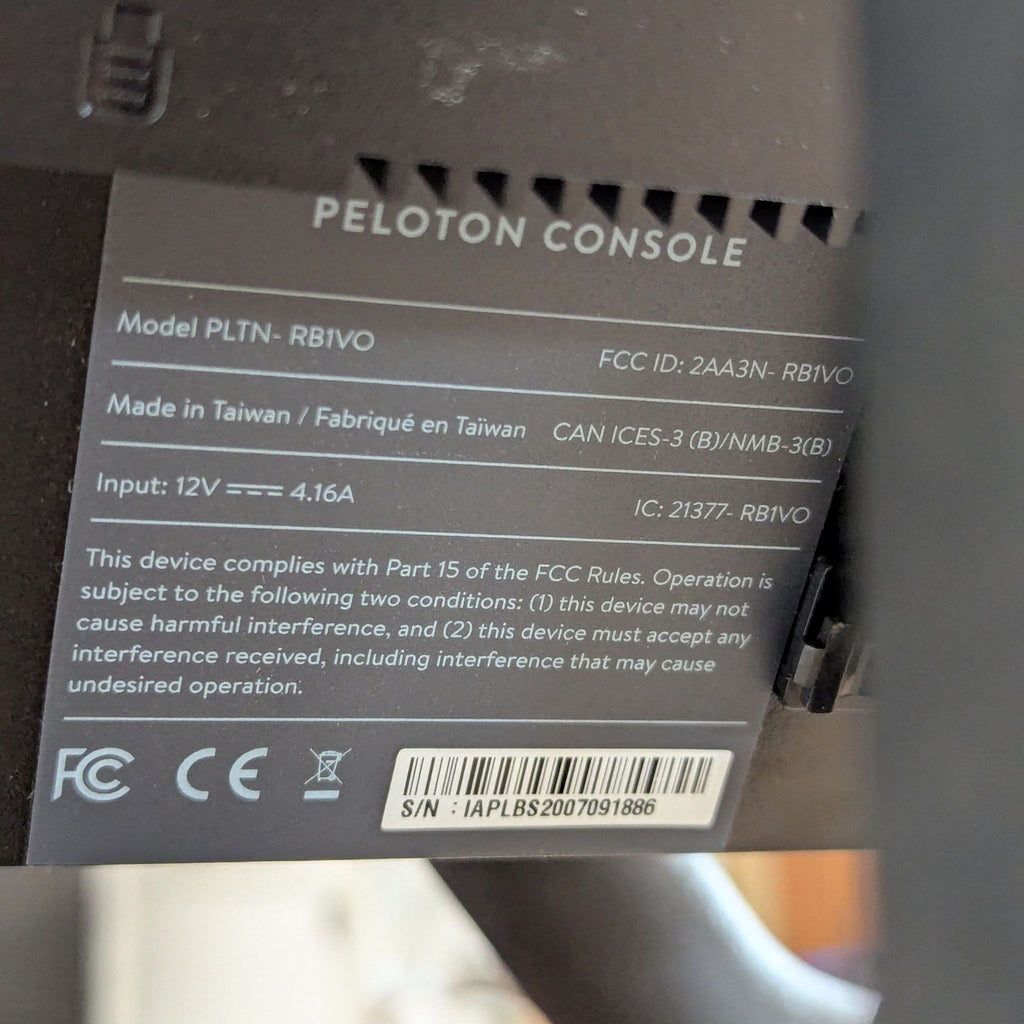 PELOTON CONSOLE
Model PLTN- RB1VO
FCC ID: 2AA3N- RB1VO
Made in Taiwan / Fabriqué en Taïwan
CAN ICES-3 (B)/NMB-3(B)
Input: 12V ⎓ 4.16A
IC: 21377- RB1VO
This device complies with Part 15 of the FCC Rules. Operation is
subject to the following two conditions: (1) this device may not
cause harmful interference, and (2) this device must accept any
interference received, including interference that may cause
undesired operation.
FC CE
S/N : IAPLBS2007091886